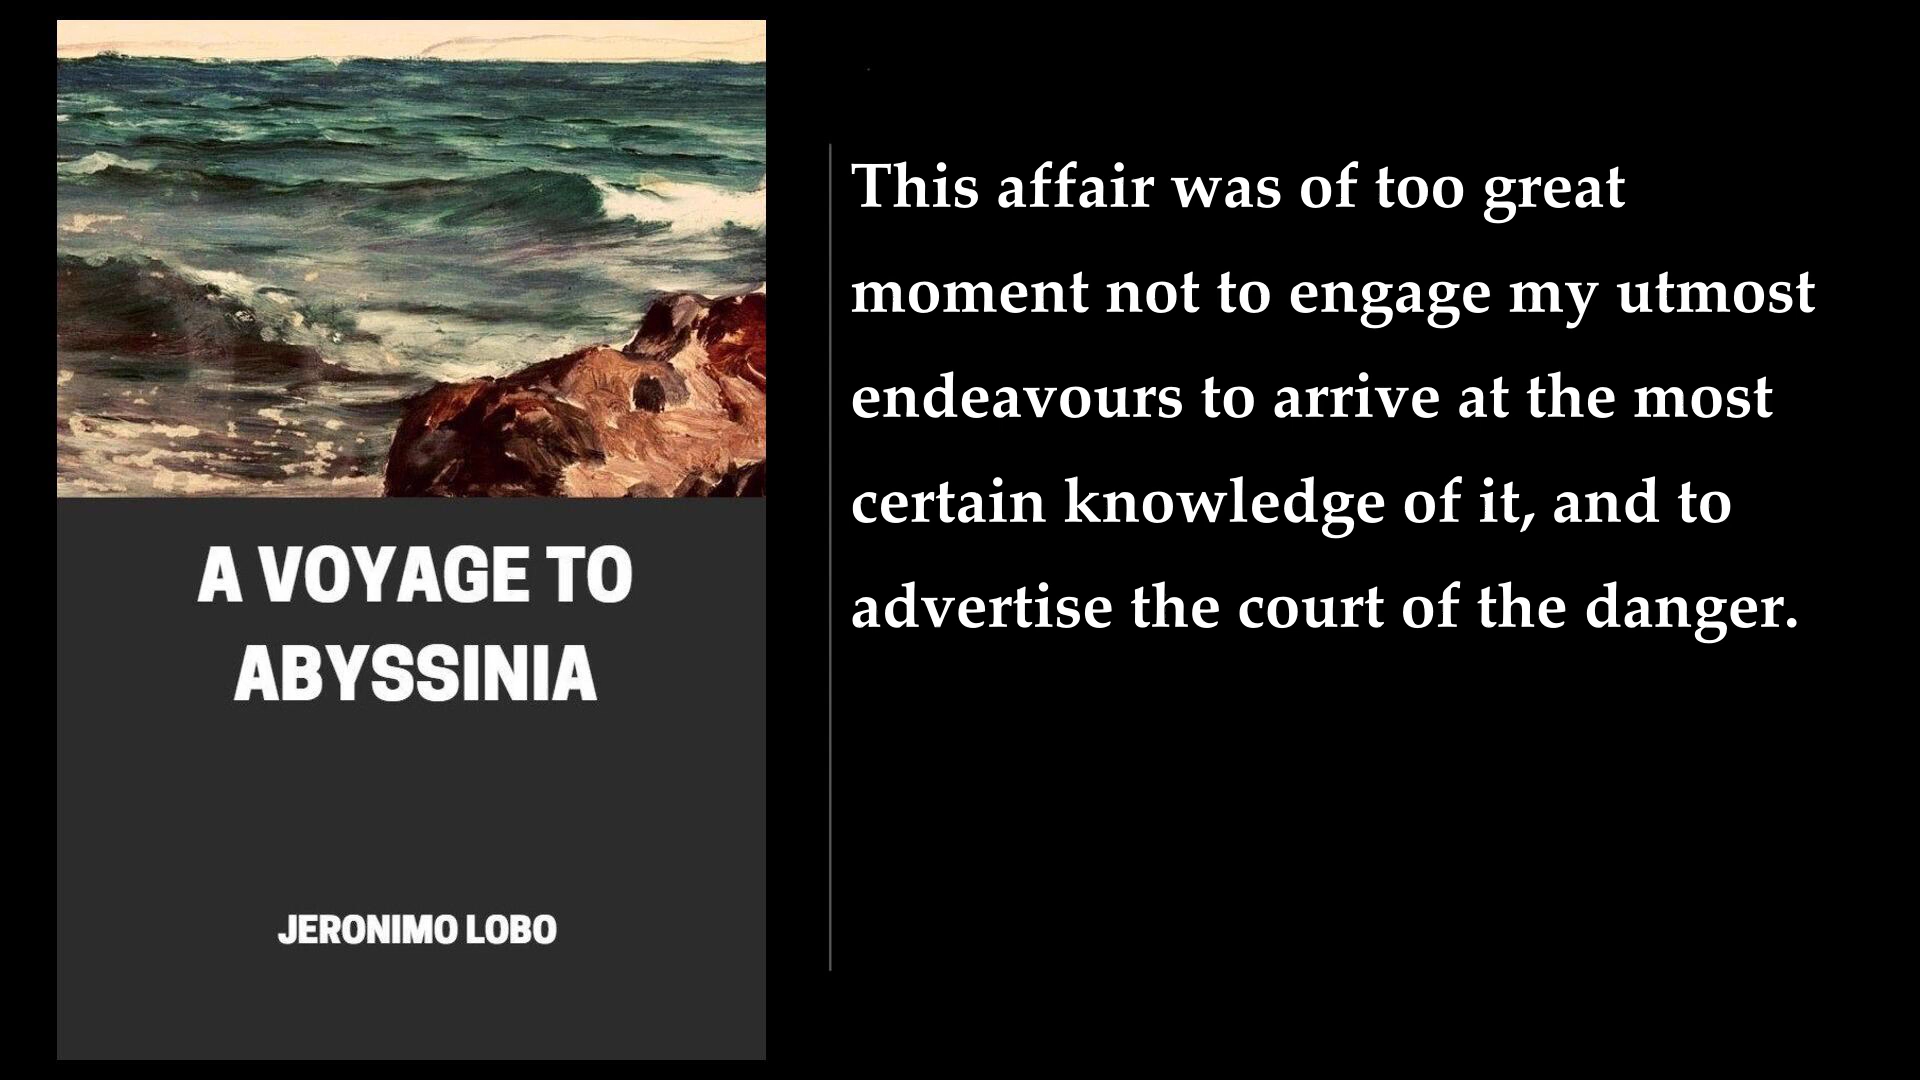 A VOYAGE TO
ABYSSINIA
JERONIMO LOBO
This affair was of too great
moment not to engage my utmost
endeavours to arrive at the most
certain knowledge of it, and to
advertise the court of the danger.